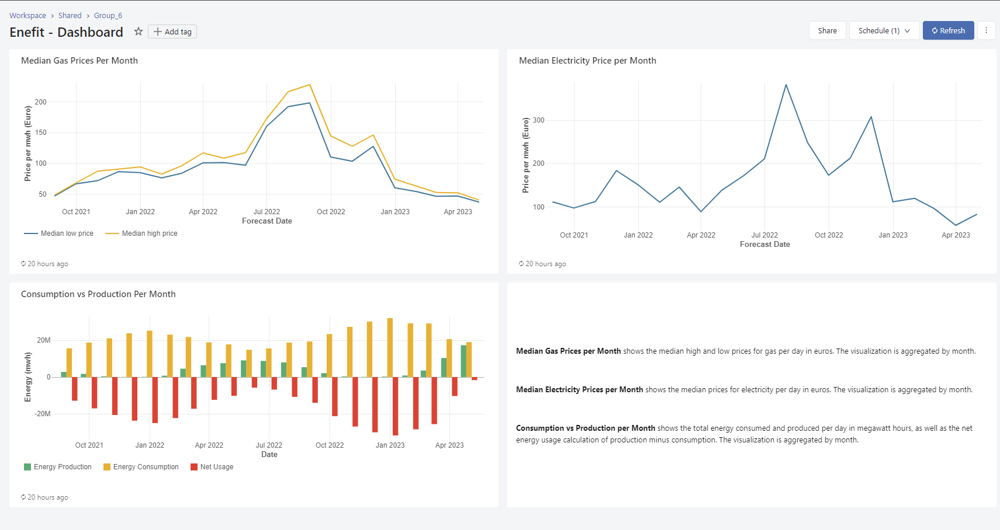 Workspace › Shared › Group_6
Enefit - Dashboard
Add tag
Share
Schedule (1)
Refresh
Median Gas Prices Per Month
Price per mwh (Euro)
200
150
100
50
Oct 2021
Jan 2022
Apr 2022
Jul 2022
Oct 2022
Jan 2023
Apr 2023
Forecast Date
Median low price
Median high price
20 hours ago
Median Electricity Price per Month
Price per mwh (Euro)
300
200
100
Oct 2021
Jan 2022
Apr 2022
Jul 2022
Oct 2022
Jan 2023
Apr 2023
Forecast Date
20 hours ago
Consumption vs Production Per Month
Energy (mwh)
20M
0
-20M
Oct 2021
Jan 2022
Apr 2022
Jul 2022
Oct 2022
Jan 2023
Apr 2023
Date
Energy Production
Energy Consumption
Net Usage
20 hours ago
Median Gas Prices per Month shows the median high and low prices for gas per day in euros. The visualization is aggregated by month.
Median Electricity Prices per Month shows the median prices for electricity per day in euros. The visualization is aggregated by month.
Consumption vs Production per Month shows the total energy consumed and produced per day in megawatt hours, as well as the net
energy usage calculation of production minus consumption. The visualization is aggregated by month.